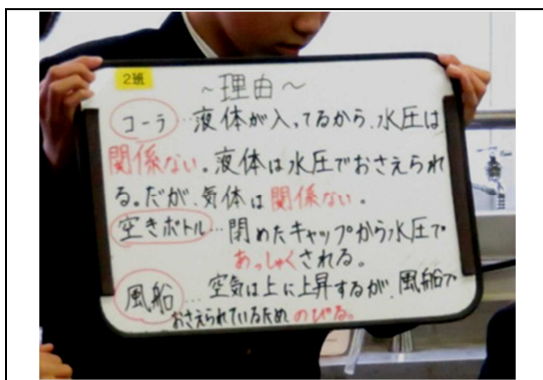 2班
~理由~
コーラ…液体が入ってるから、水圧は
関係ない。液体は水圧でおさえられ
る。だが、気体は関係ない。
空きボトル…閉めたキャップから水圧で
あっしゅくされる。
風船…空気は上に上昇するが、風船で
おさえられているため のびる。